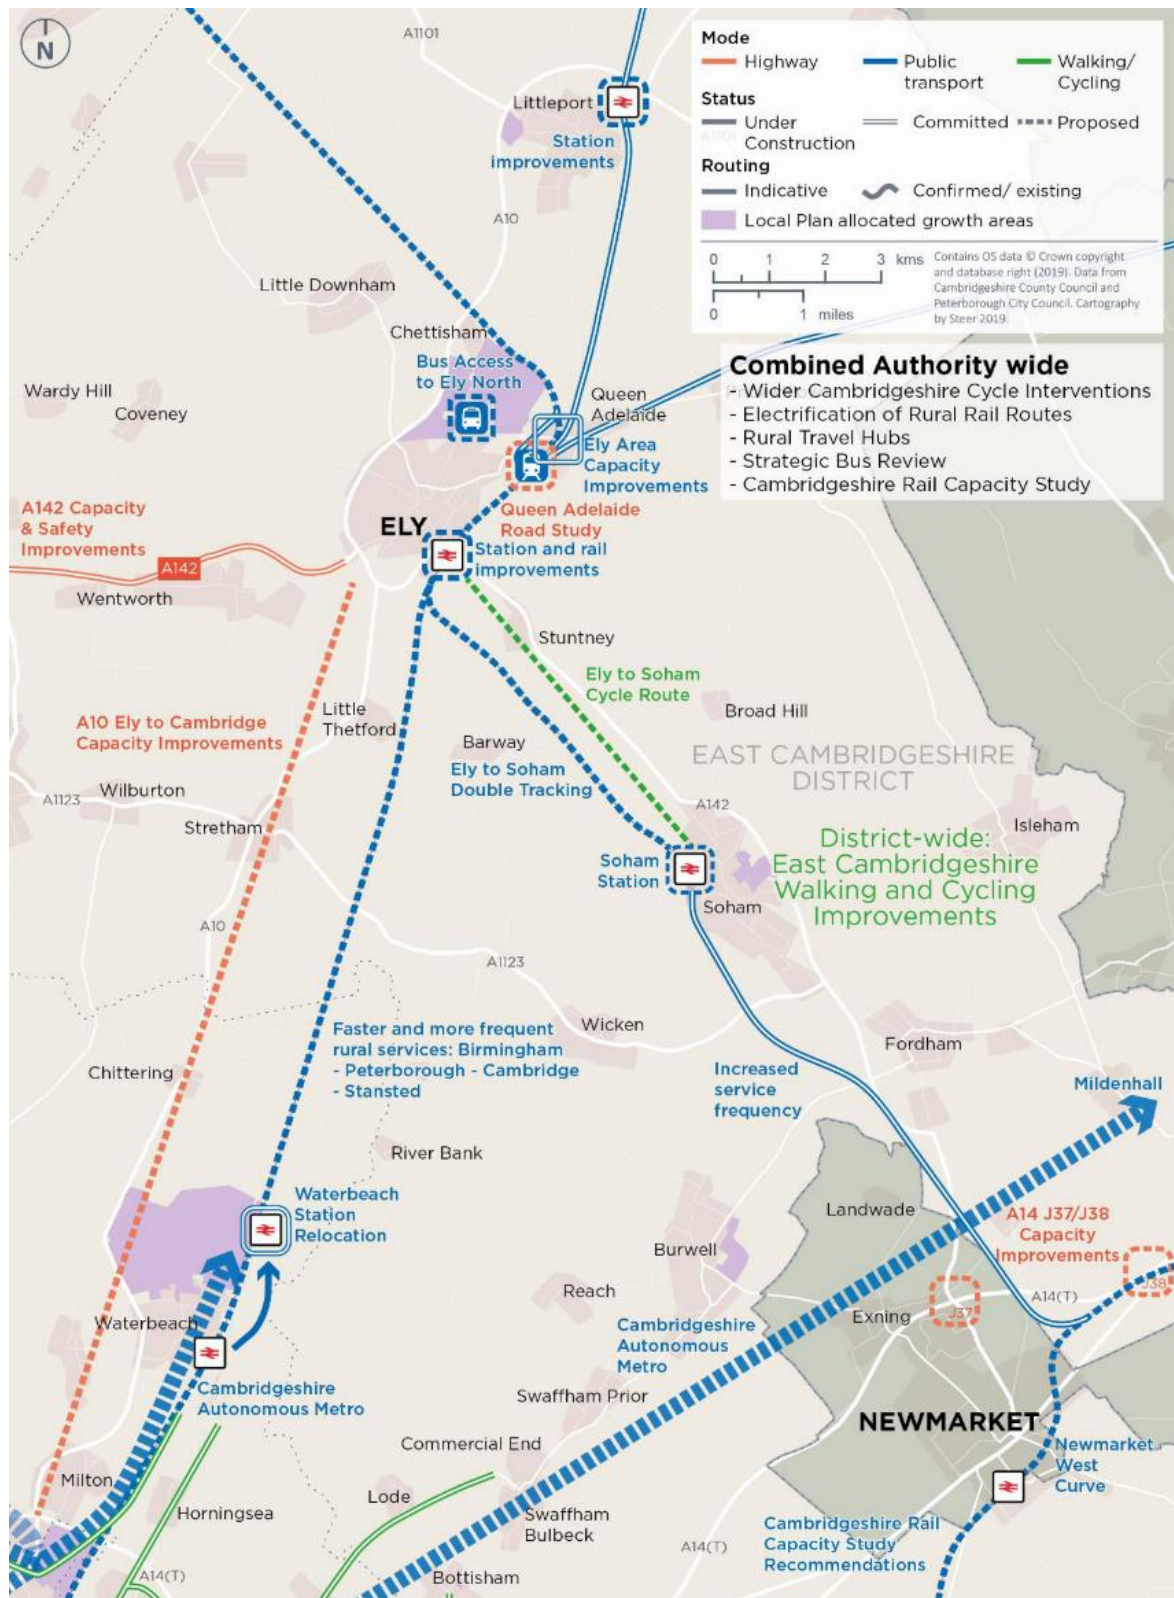 N
A1101
Mode
Highway
Public
transport
Walking/
Cycling
Status
Under
Construction
Committed
Proposed
Routing
Indicative
Confirmed/ existing
Local Plan allocated growth areas
0 1 2 3 kms
0 1 miles
Contains OS data © Crown copyright
and database right (2019). Data from
Cambridgeshire County Council and
Peterborough City Council. Cartography
by Steer 2019.
Combined Authority wide
- Wider Cambridgeshire Cycle Interventions
- Electrification of Rural Rail Routes
- Rural Travel Hubs
- Strategic Bus Review
- Cambridgeshire Rail Capacity Study
Littleport
Station
improvements
A10
Little Downham
Chettisham
Bus Access
to Ely North
Wardy Hill
Coveney
Queen
Adelaide
Ely Area
Capacity
Improvements
Queen Adelaide
Road Study
ELY
Station and rail
improvements
A142 Capacity
& Safety
Improvements
A142
Wentworth
Stuntney
Ely to Soham
Cycle Route
Little
Thetford
A10 Ely to Cambridge
Capacity Improvements
Broad Hill
Barway
Ely to Soham
Double Tracking
EAST CAMBRIDGESHIRE
DISTRICT
A1123
Wilburton
Stretham
A142
Isleham
District-wide:
East Cambridgeshire
Walking and Cycling
Improvements
Soham
Station
Soham
A10
A1123
Wicken
Faster and more frequent
rural services: Birmingham
- Peterborough - Cambridge
- Stansted
Fordham
Chittering
Increased
service
frequency
Mildenhall
River Bank
Waterbeach
Station
Relocation
Landwade
A14 J37/J38
Capacity
Improvements
Burwell
J38
Reach
A14(T)
J37
Exning
Waterbeach
Cambridgeshire
Autonomous
Metro
Cambridgeshire
Autonomous Metro
Swaffham Prior
NEWMARKET
Commercial End
Newmarket
West
Curve
Milton
Lode
Horningsea
Swaffham
Bulbeck
Cambridgeshire Rail
Capacity Study
Recommendations
A14(T)
A14(T)
Bottisham